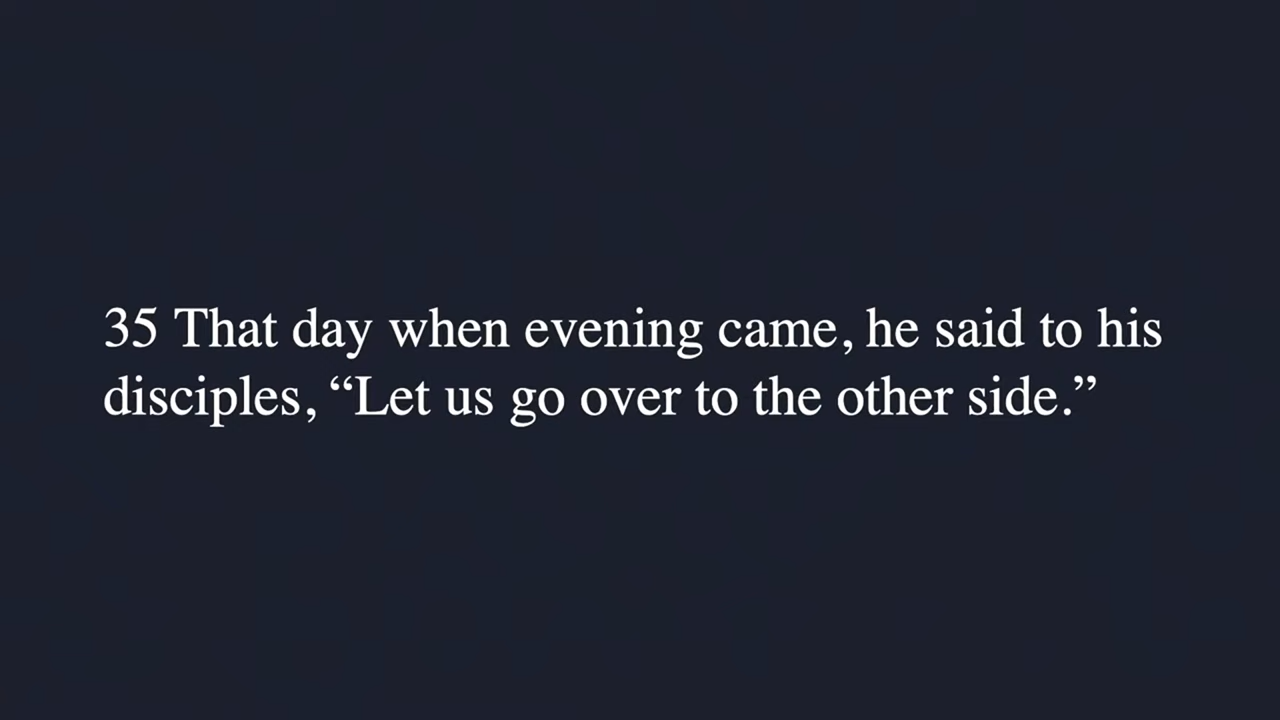 35 That day when evening came, he said to his
disciples, “Let us go over to the other side.”